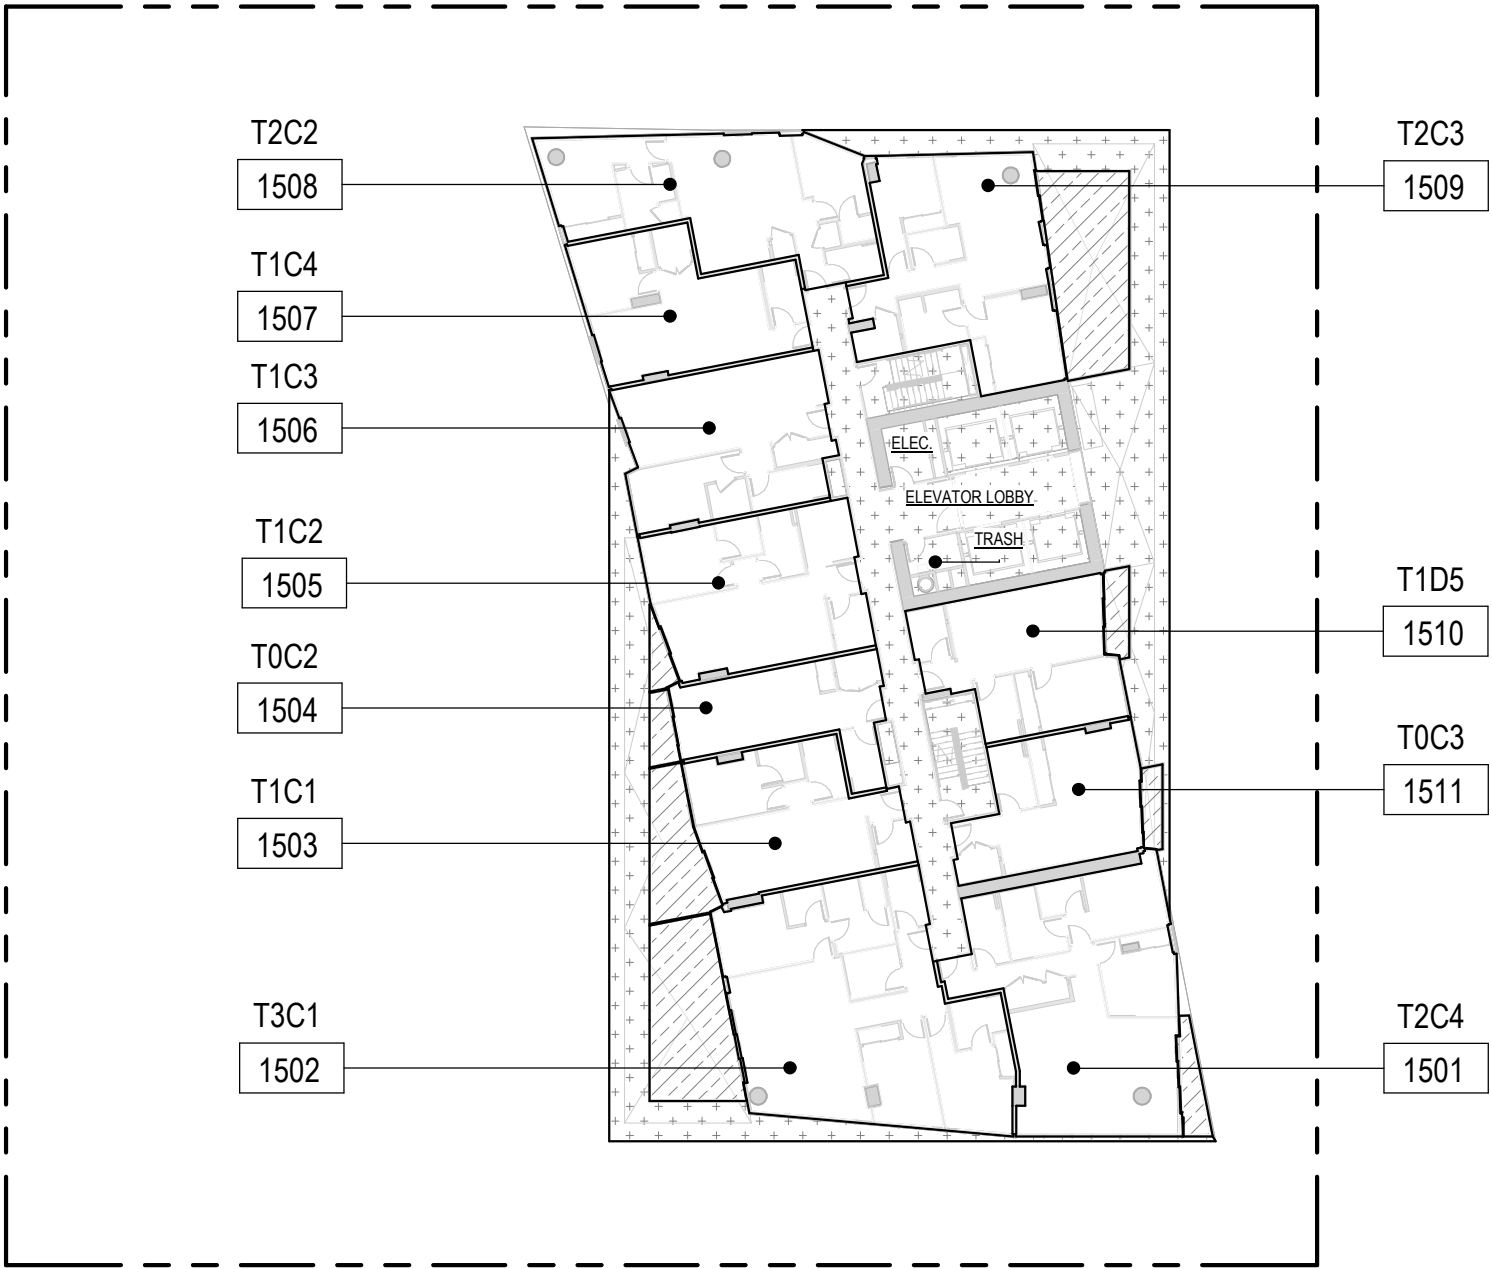 T2C2
1508
T1C4
1507
T1C3
1506
T1C2
1505
T0C2
1504
T1C1
1503
T3C1
1502
ELEC.
ELEVATOR LOBBY
TRASH
T2C3
1509
T1D5
1510
T0C3
1511
T2C4
1501